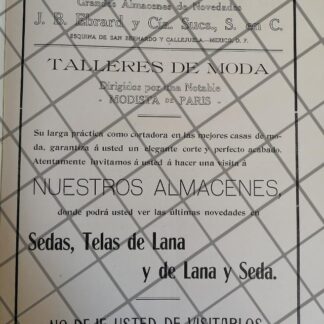 Grandes Almacenes de Novedades
J. B. Ebrard y Cía. Sucs., S. en C.
ESQUINA DE SAN BERNARDO Y CALLEJUELA. MEXICO, D. F.
TALLERES DE MODA
Dirigidos por una Notable
- MODISTA DE PARIS -
Su larga práctica como cortadora en las mejores casas de mo-
da, garantiza á usted un elegante corte y perfecto acabado.
Atentamente invitamos á usted á hacer una visita á
NUESTROS ALMACENES,
donde podrá usted ver las ultimas novedades en
Sedas, Telas de Lana
y de Lana y Seda.
NO DEJE USTED DE VISITARLOS